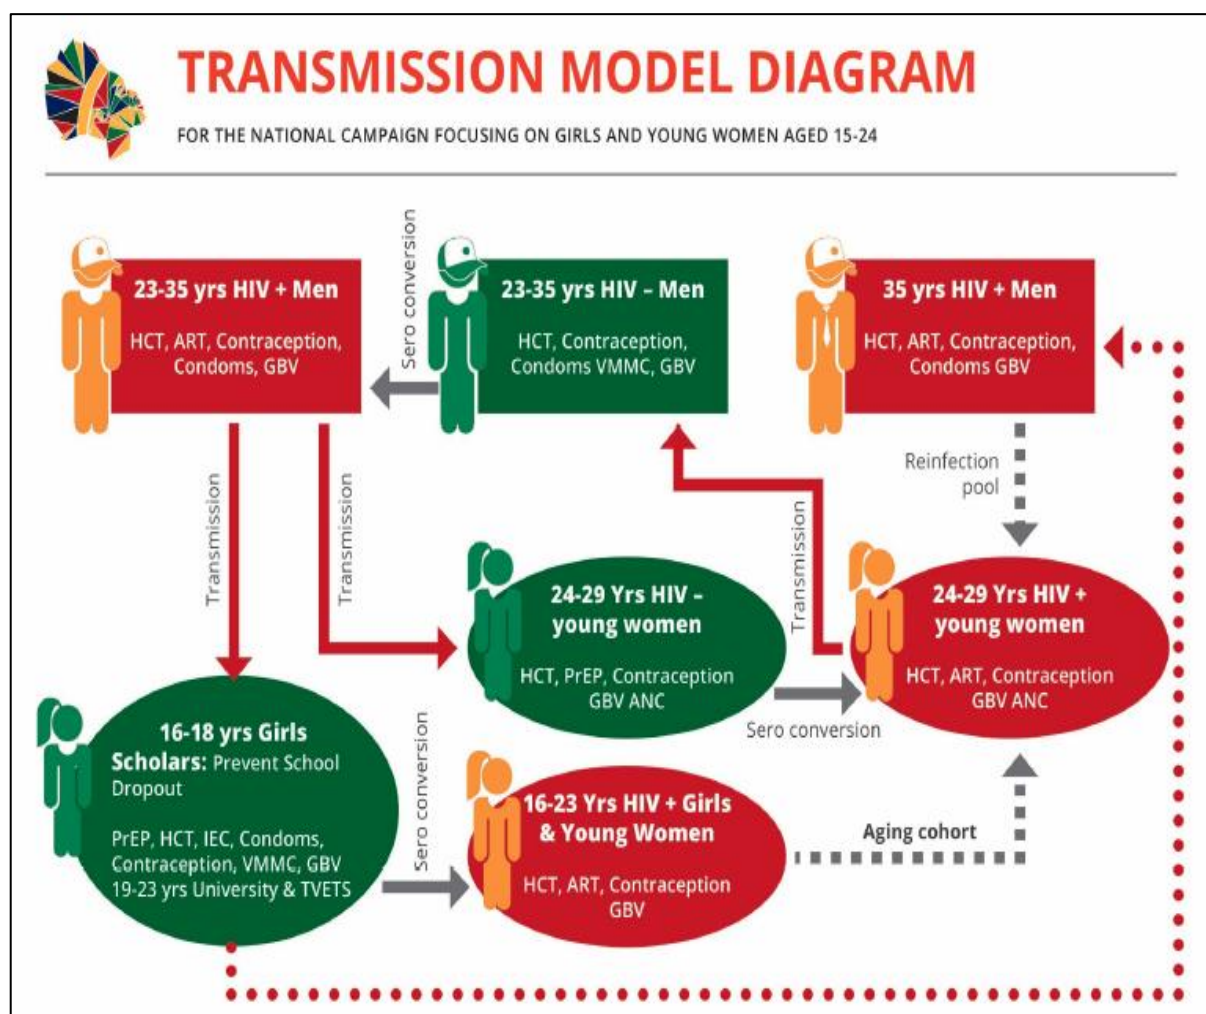 TRANSMISSION MODEL DIAGRAM
FOR THE NATIONAL CAMPAIGN FOCUSING ON GIRLS AND YOUNG WOMEN AGED 15-24
23-35 yrs HIV + Men
HCT, ART, Contraception,
Condoms, GBV
Sero conversion
23-35 yrs HIV – Men
HCT, Contraception,
Condoms VMMC, GBV
35 yrs HIV + Men
HCT, ART, Contraception,
Condoms GBV
Transmission
Transmission
Transmission
Reinfection
pool
24-29 Yrs HIV –
young women
HCT, PrEP, Contraception
GBV ANC
Sero conversion
24-29 Yrs HIV +
young women
HCT, ART, Contraception
GBV ANC
16-18 yrs Girls
Scholars: Prevent School
Dropout
PrEP, HCT, IEC, Condoms,
Contraception, VMMC, GBV
19-23 yrs University & TVETS
Sero conversion
16-23 Yrs HIV + Girls
& Young Women
HCT, ART, Contraception
GBV
Aging cohort